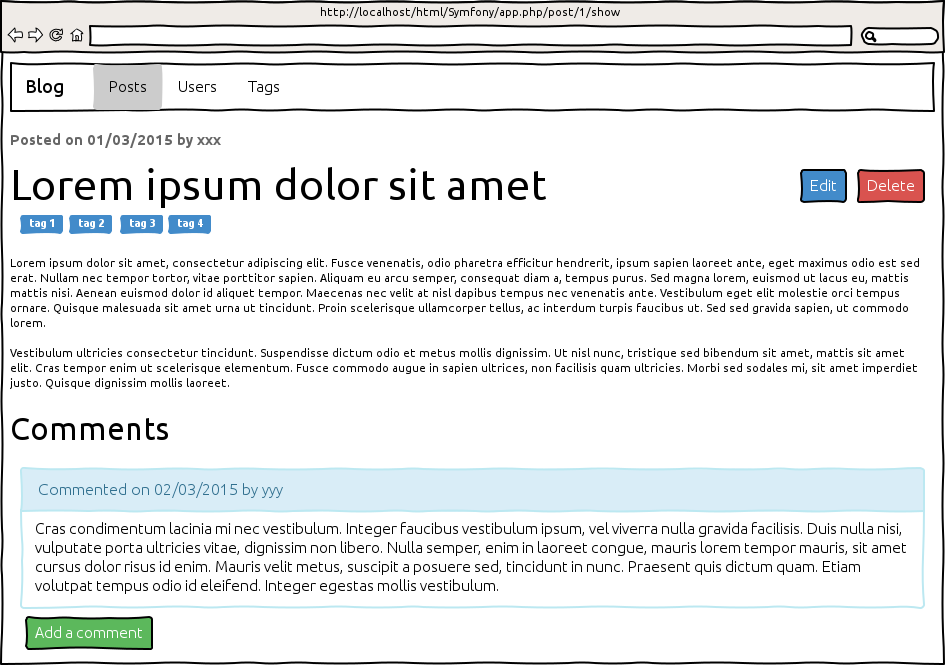 http://localhost/html/Symfony/app.php/post/1/show
Blog Posts Users Tags
Posted on 01/03/2015 by xxx
Lorem ipsum dolor sit amet
Edit Delete
tag 1 tag 2 tag 3 tag 4
Lorem ipsum dolor sit amet, consectetur adipiscing elit. Fusce venenatis, odio pharetra efficitur hendrerit, ipsum sapien laoreet ante, eget maximus odio est sed
erat. Nullam nec tempor tortor, vitae porttitor sapien. Aliquam eu arcu semper, consequat diam a, tempus purus. Sed magna lorem, euismod ut lacus eu, mattis
mattis nisi. Aenean euismod dolor id aliquet tempor. Maecenas nec velit at nisl dapibus tempus nec venenatis ante. Vestibulum eget elit molestie orci tempus
ornare. Quisque malesuada sit amet urna ut tincidunt. Proin scelerisque ullamcorper tellus, ac interdum turpis faucibus ut. Sed sed gravida sapien, ut commodo
lorem.
Vestibulum ultricies consectetur tincidunt. Suspendisse dictum odio et metus mollis dignissim. Ut nisl nunc, tristique sed bibendum sit amet, mattis sit amet
elit. Cras tempor enim ut scelerisque elementum. Fusce commodo augue in sapien ultrices, non facilisis quam ultricies. Morbi sed sodales mi, sit amet imperdiet
justo. Quisque dignissim mollis laoreet.
Comments
Commented on 02/03/2015 by yyy
Cras condimentum lacinia mi nec vestibulum. Integer faucibus vestibulum ipsum, vel viverra nulla gravida facilisis. Duis nulla nisi,
vulputate porta ultricies vitae, dignissim non libero. Nulla semper, enim in laoreet congue, mauris lorem tempor mauris, sit amet
cursus dolor risus id enim. Mauris velit metus, suscipit a posuere sed, tincidunt in nunc. Praesent quis dictum quam. Etiam
volutpat tempus odio id eleifend. Integer egestas mollis vestibulum.
Add a comment